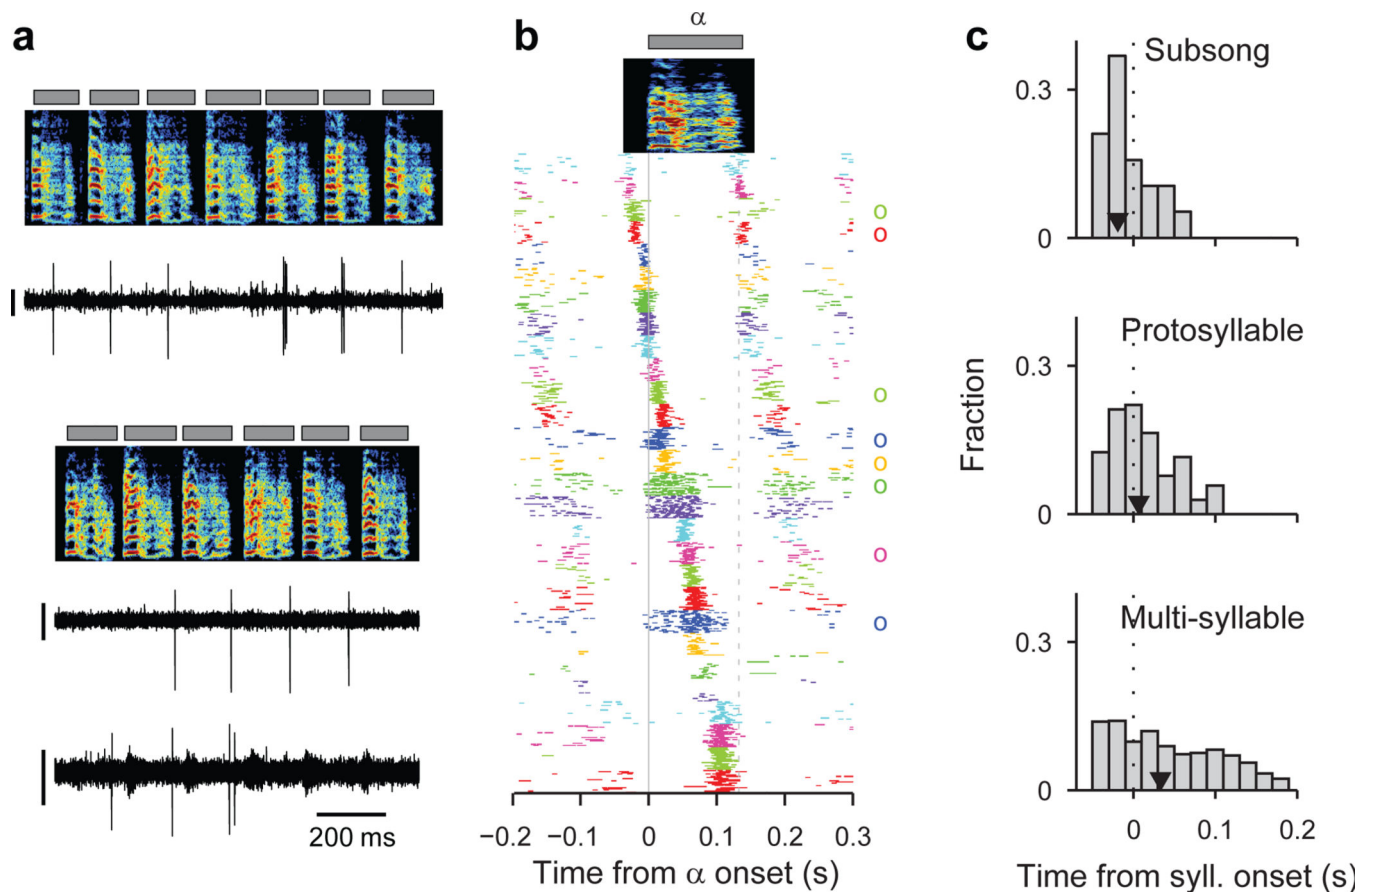 a
200 ms
b
α
o
o
o
o
o
o
o
o
−0.2 −0.1 0 0.1 0.2 0.3
Time from α onset (s)
c
Subsong
0.3
0
Protosyllable
0.3
0
Multi-syllable
0.3
0
0 0.1 0.2
Fraction
Time from syll. onset (s)